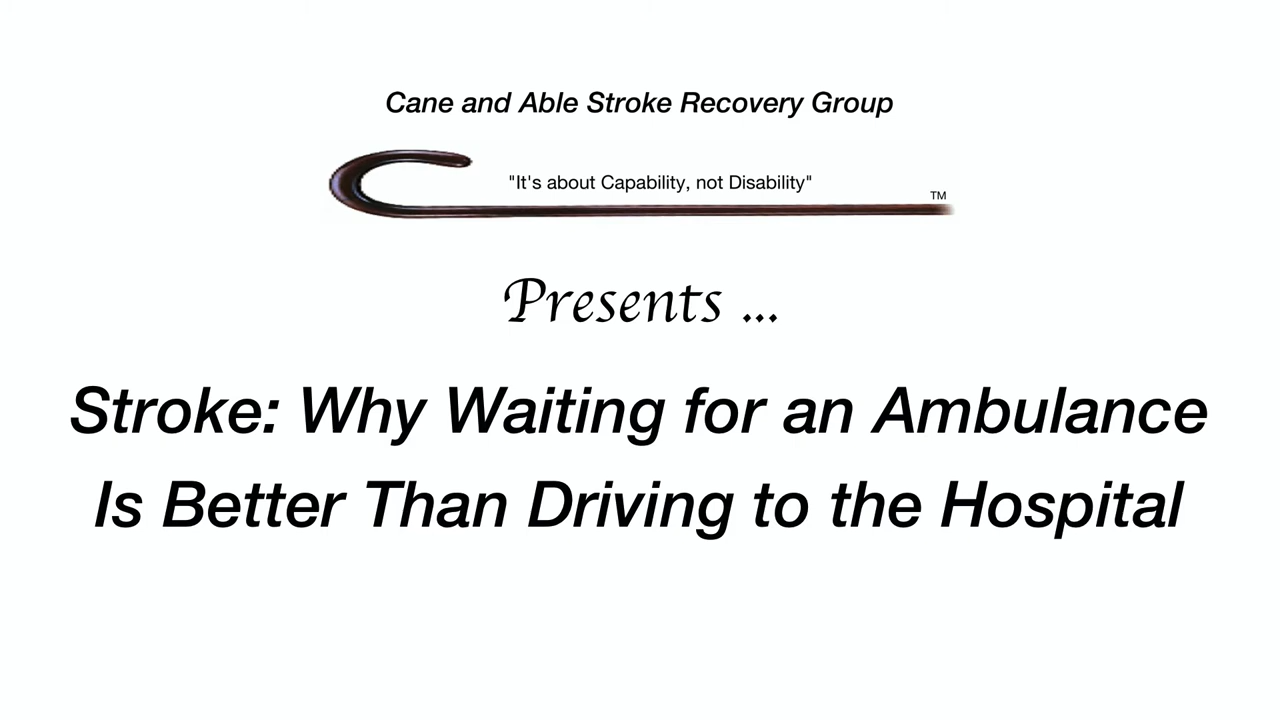 Cane and Able Stroke Recovery Group
"It's about Capability, not Disability"
TM
Presents ...
Stroke: Why Waiting for an Ambulance
Is Better Than Driving to the Hospital